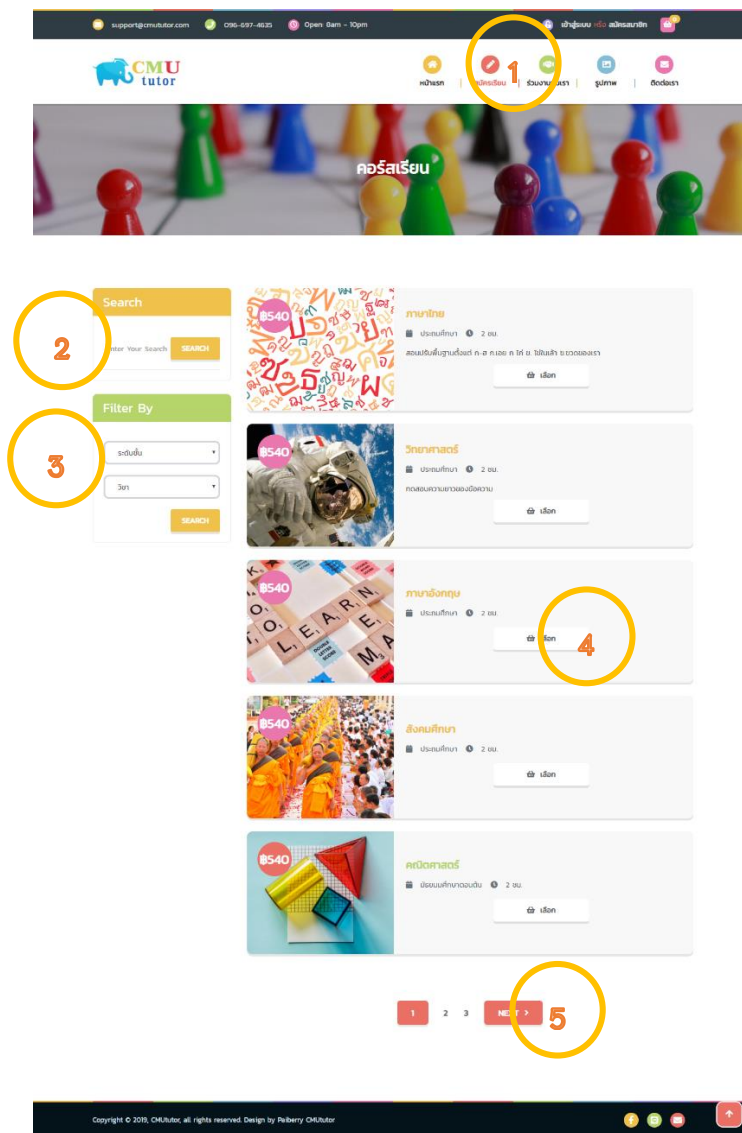 support@cmututor.com 096-697-4635 Open: 8am - 10pm เข้าสู่ระบบ หรือ สมัครสมาชิก
CMU
tutor
หน้าแรก | สมัครเรียน | ร่วมงานกับเรา | รูปภาพ | ติดต่อเรา
1
คอร์สเรียน
Search
Enter Your Search SEARCH
2
Filter By
ระดับชั้น
วิชา
SEARCH
3
฿540
ภาษาไทย
ประถมศึกษา 2 ชม.
สอนปรับพื้นฐานตั้งแต่ ก-ฮ ก.เอย ก ไก่ ข. ไข่ในเล้า ฃ.ขวดของเรา
เลือก
฿540
วิทยาศาสตร์
ประถมศึกษา 2 ชม.
ทดสอบความยาวของข้อความ
เลือก
฿540
LEARN
ภาษาอังกฤษ
ประถมศึกษา 2 ชม.
เลือก
4
฿540
สังคมศึกษา
ประถมศึกษา 2 ชม.
เลือก
฿540
คณิตศาสตร์
มัธยมศึกษาตอนต้น 2 ชม.
เลือก
1 2 3 NEXT >
5
Copyright © 2019, CMUtutor, all rights reserved. Design by Paiberry CMUtutor